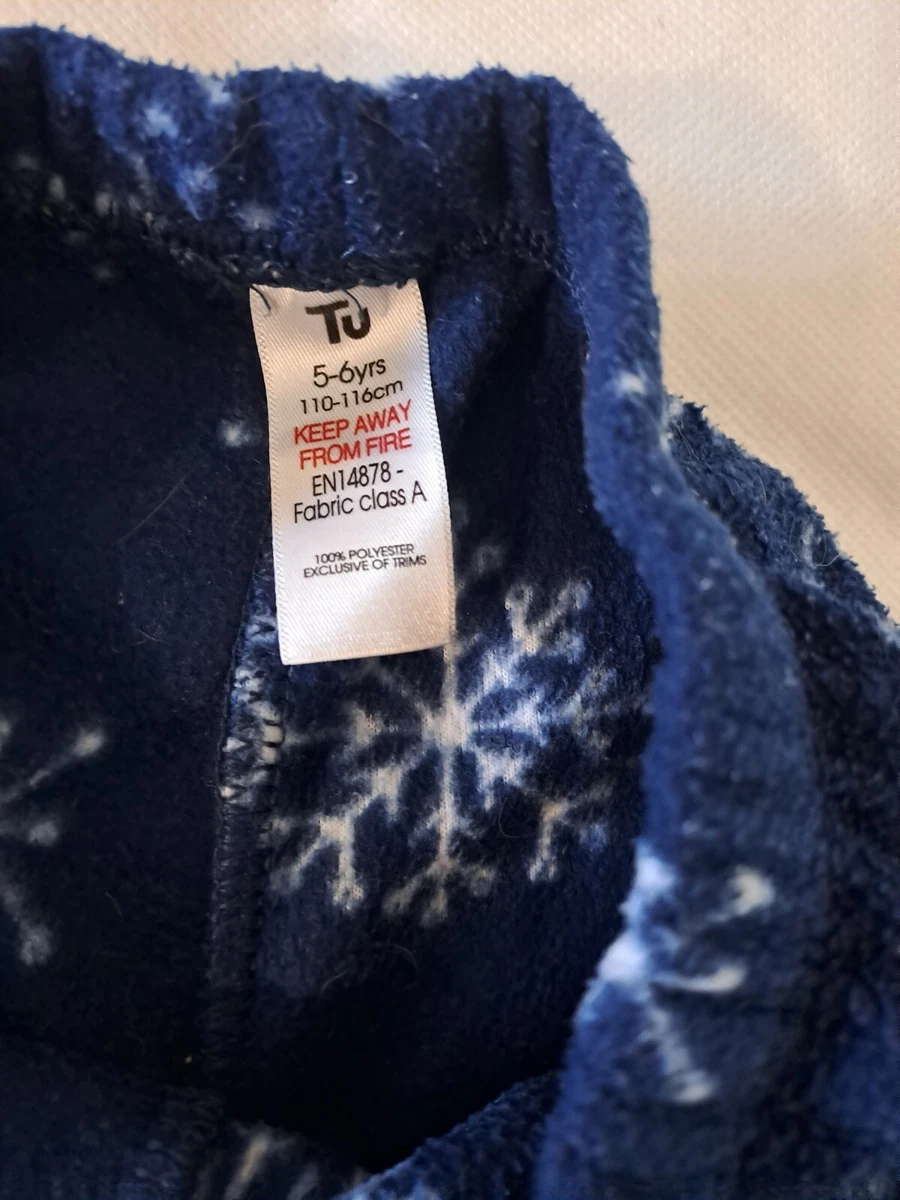 Tu
5-6yrs
110-116cm
KEEP AWAY
FROM FIRE
EN14878 -
Fabric class A
100% POLYESTER
EXCLUSIVE OF TRIMS